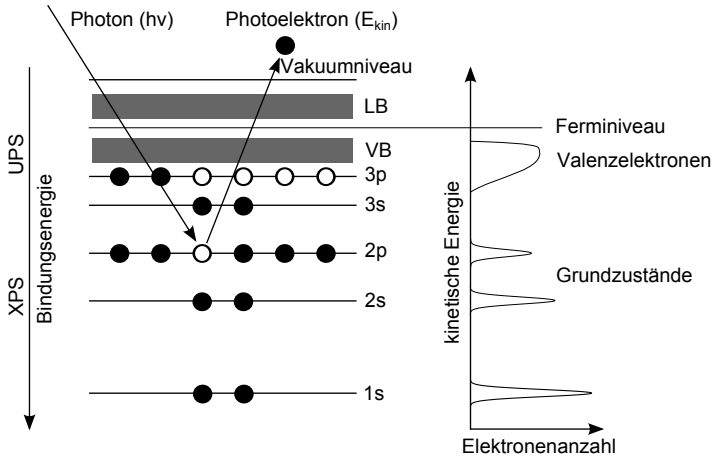 Photon (hv)
Photoelektron (E_kin)
Vakuumniveau
LB
Ferminiveau
VB
Valenzelektronen
3p
3s
2p
Grundzustände
2s
1s
UPS
XPS
Bindungsenergie
kinetische Energie
Elektronenanzahl